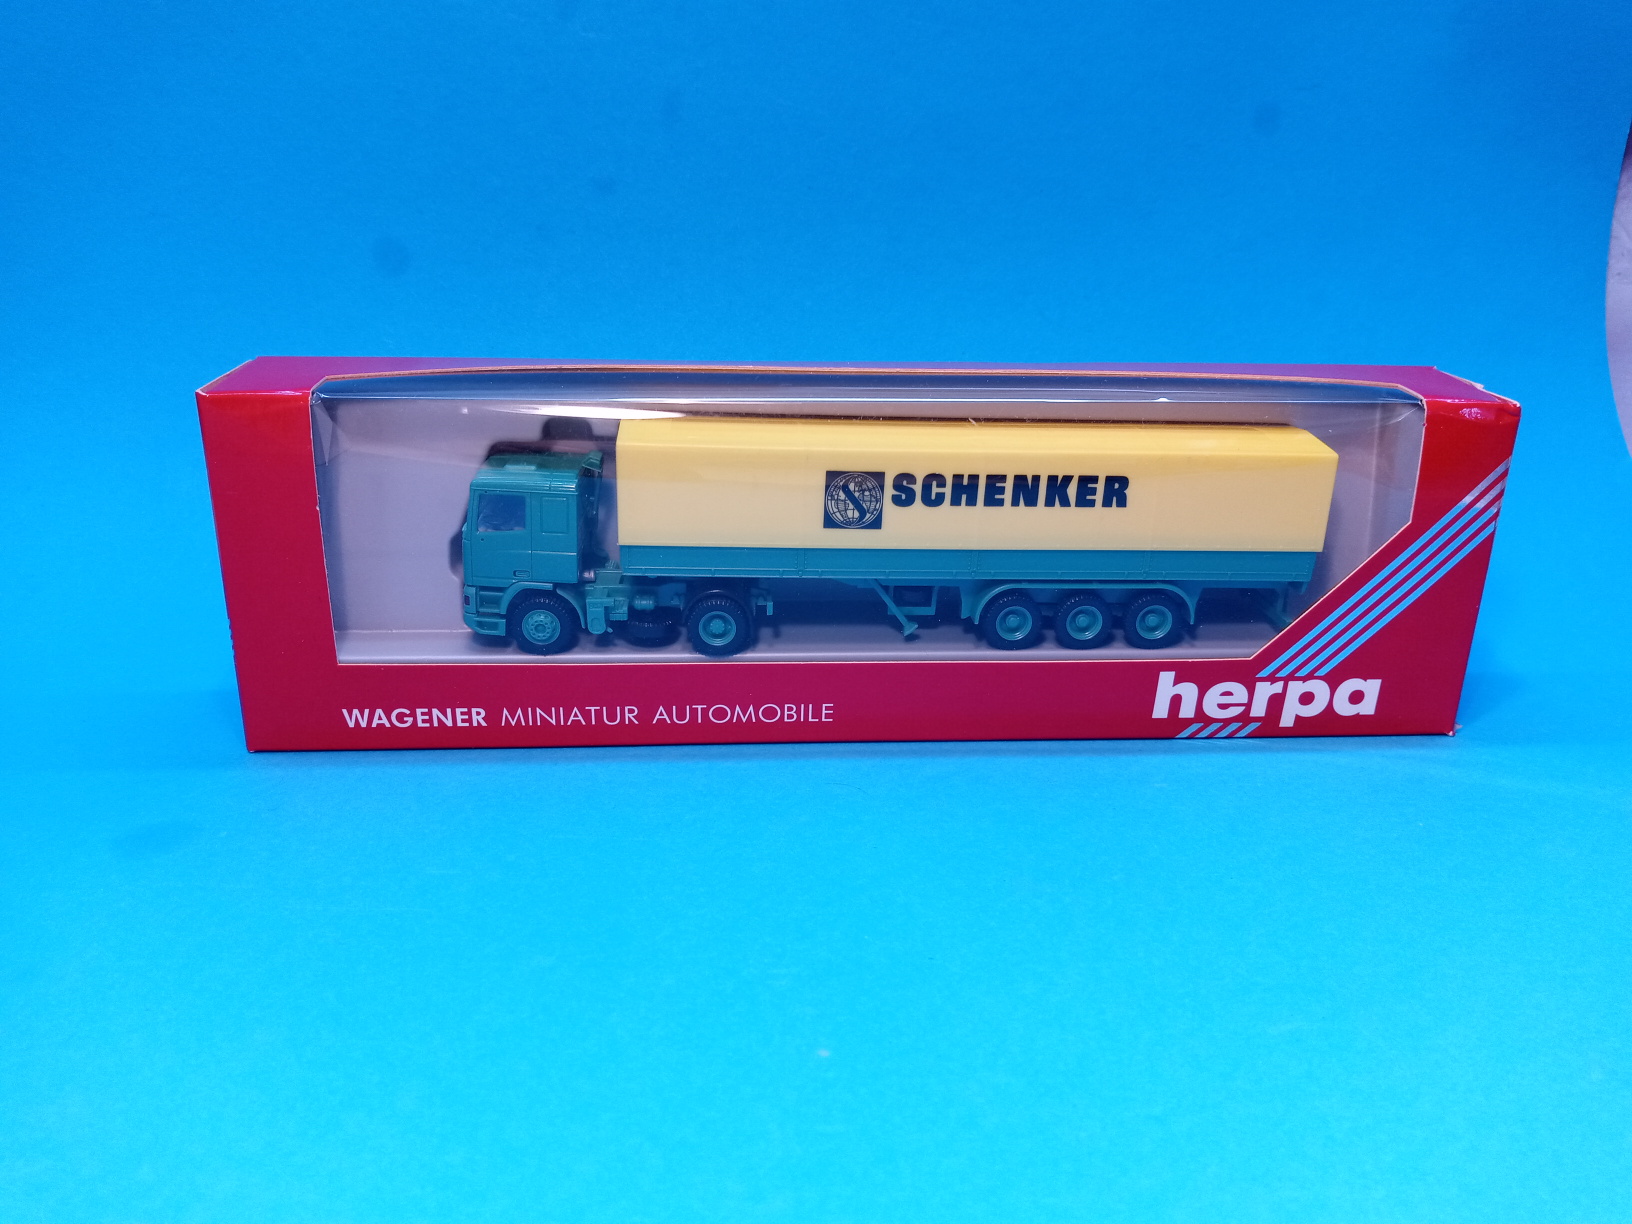 SCHENKER
WAGENER MINIATUR AUTOMOBILE
herpa